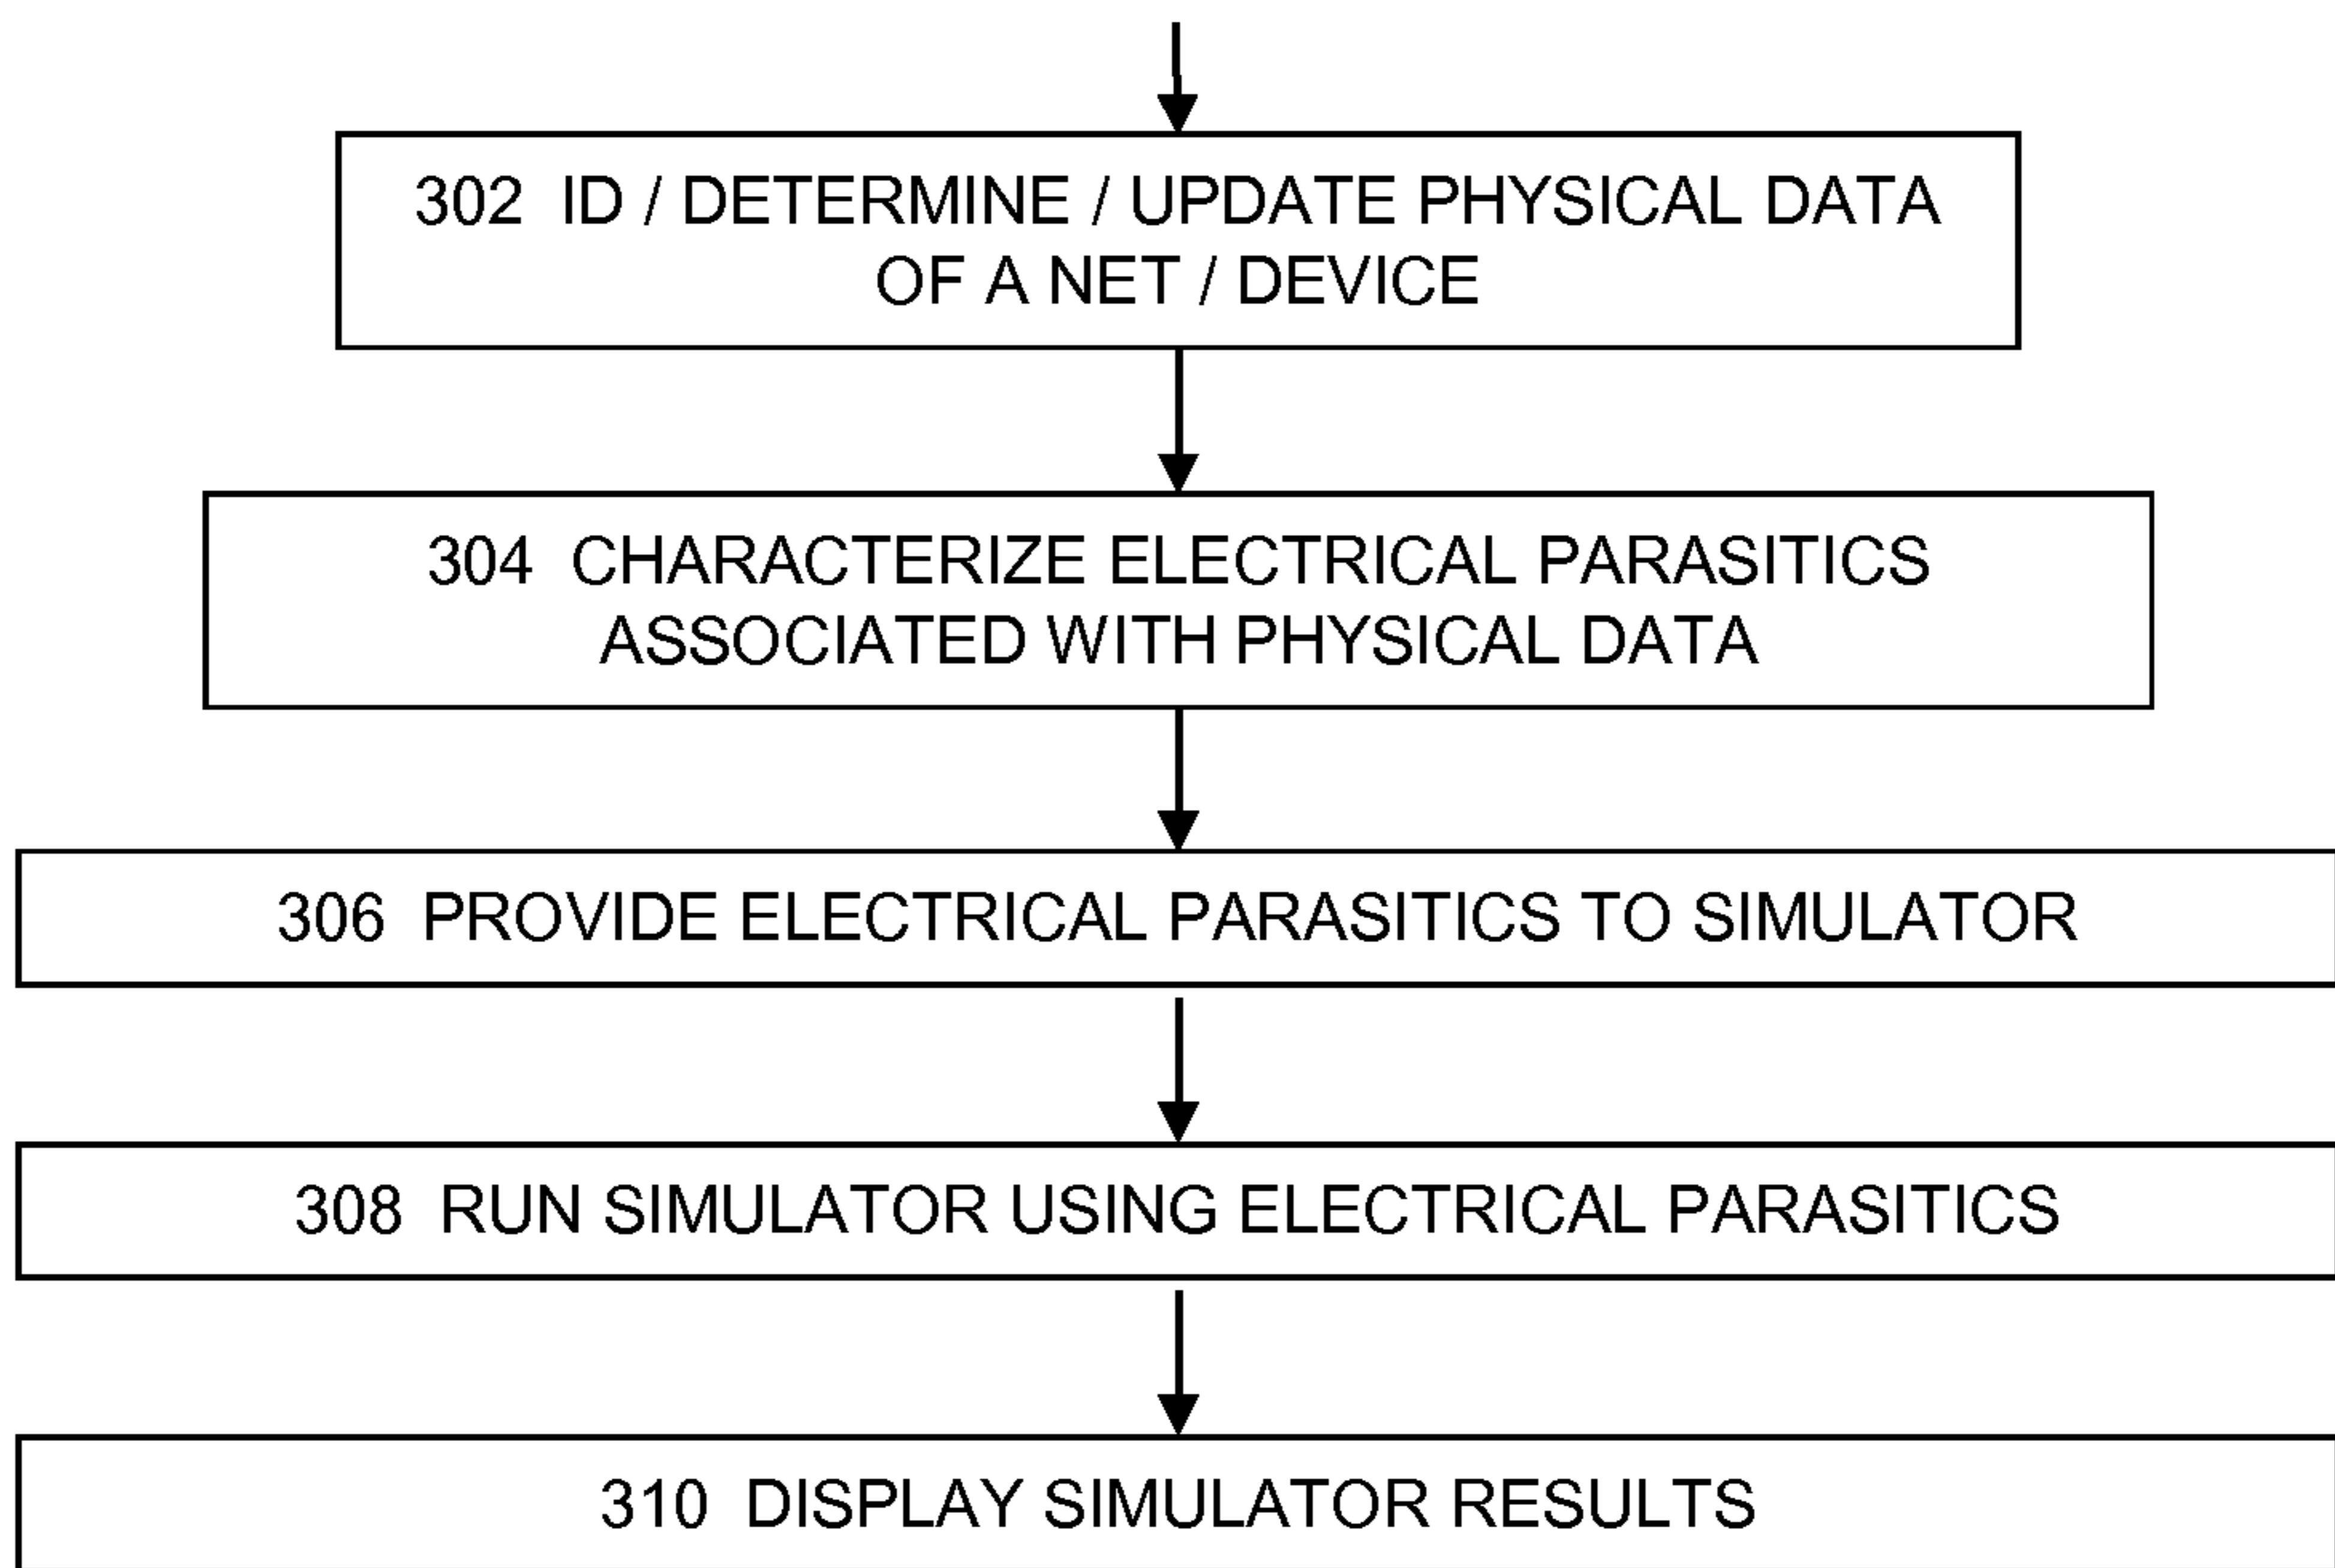 302 ID / DETERMINE / UPDATE PHYSICAL DATA
OF A NET / DEVICE
304 CHARACTERIZE ELECTRICAL PARASITICS
ASSOCIATED WITH PHYSICAL DATA
306 PROVIDE ELECTRICAL PARASITICS TO SIMULATOR
308 RUN SIMULATOR USING ELECTRICAL PARASITICS
310 DISPLAY SIMULATOR RESULTS